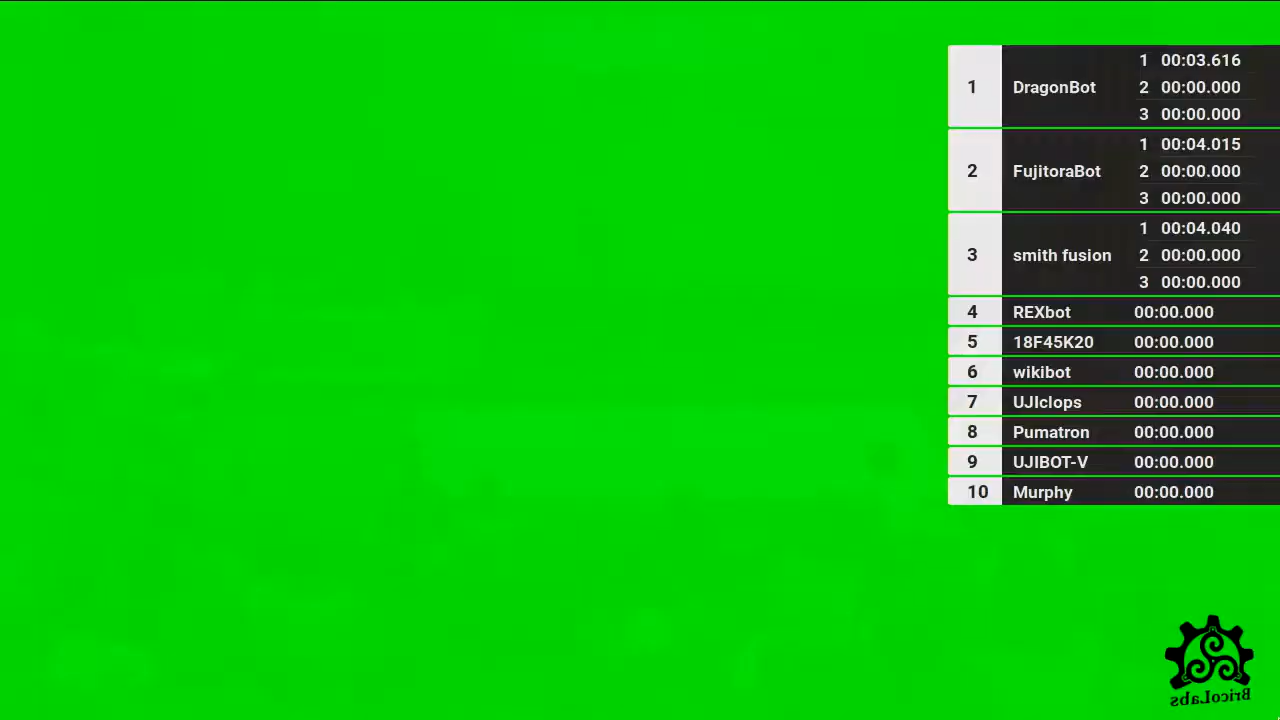 1 DragonBot 1 00:03.616
2 00:00.000
3 00:00.000
2 FujitoraBot 1 00:04.015
2 00:00.000
3 00:00.000
3 smith fusion 1 00:04.040
2 00:00.000
3 00:00.000
4 REXbot 00:00.000
5 18F45K20 00:00.000
6 wikibot 00:00.000
7 UJIclops 00:00.000
8 Pumatron 00:00.000
9 UJIBOT-V 00:00.000
10 Murphy 00:00.000
BricoLabs